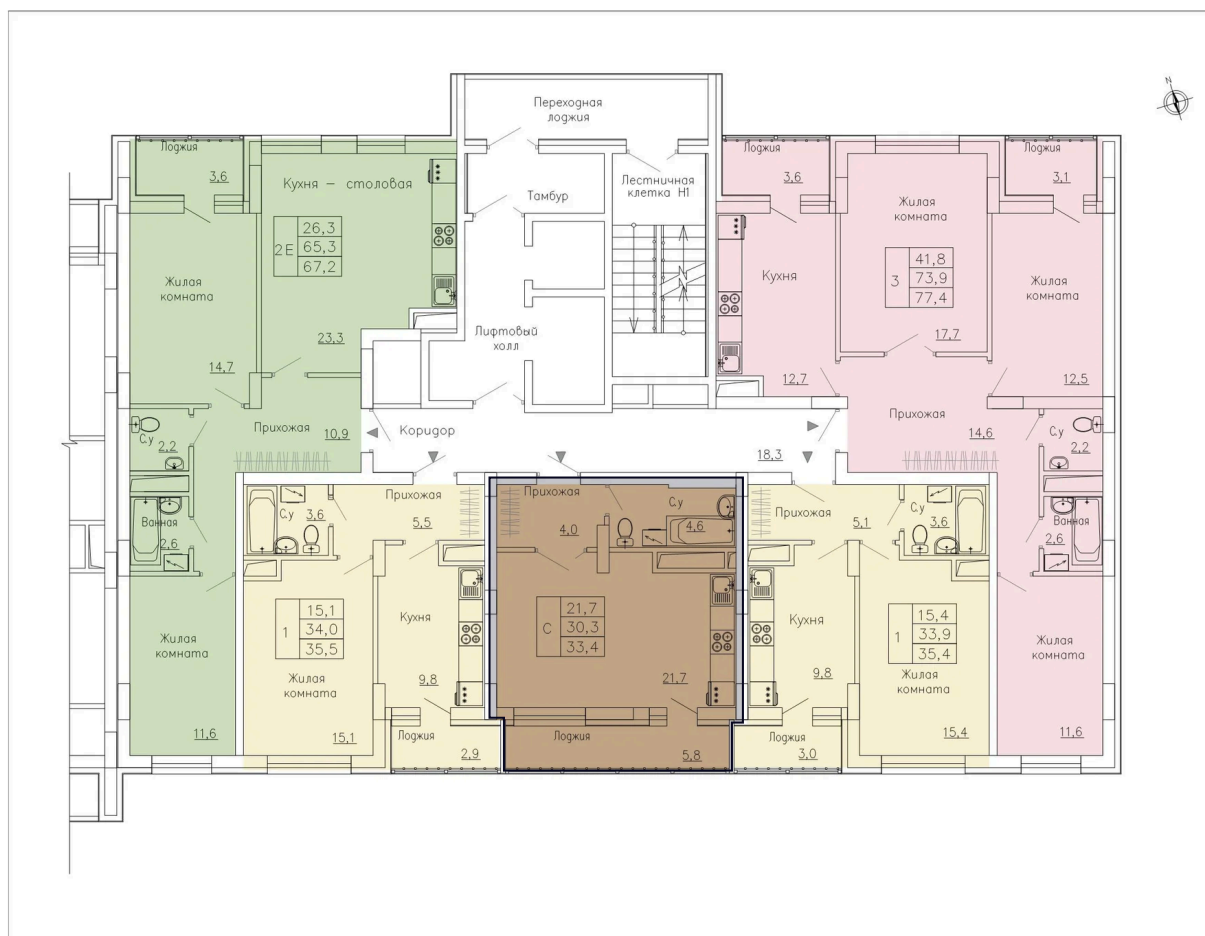 N
Переходная
лоджия
Лоджия
3,6
Кухня – столовая
26,3
2Е
65,3
67,2
Жилая
комната
23,3
14,7
Тамбур
Лестничная
клетка Н1
Лифтовый
холл
Лоджия
3,6
Лоджия
3,1
Жилая
комната
41,8
3
73,9
77,4
17,7
Кухня
12,7
Жилая
комната
12,5
С.у
2,2
Прихожая
10,9
Коридор
18,3
Прихожая
14,6
С.у
2,2
Ванная
2,6
С.у
3,6
Прихожая
5,5
Прихожая
4,0
4,6
Прихожая
5,1
С.у
3,6
2,6
Ванная
Жилая
комната
11,6
15,1
1
34,0
35,5
Жилая
комната
15,1
Кухня
9,8
Лоджия
2,9
21,7
С
30,3
33,4
21,7
Лоджия
5,8
Кухня
9,8
Лоджия
3,0
15,4
1
33,9
35,4
Жилая
комната
15,4
Жилая
комната
11,6
С.у